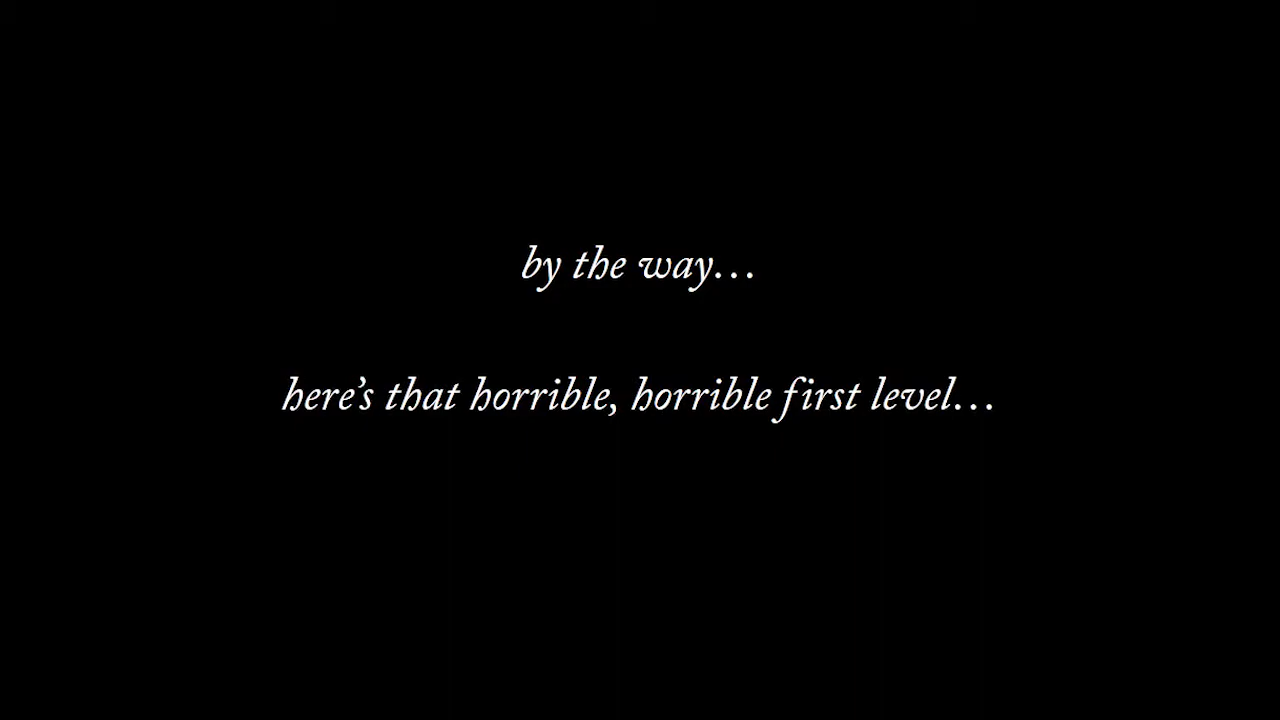 by the way…
here’s that horrible, horrible first level…